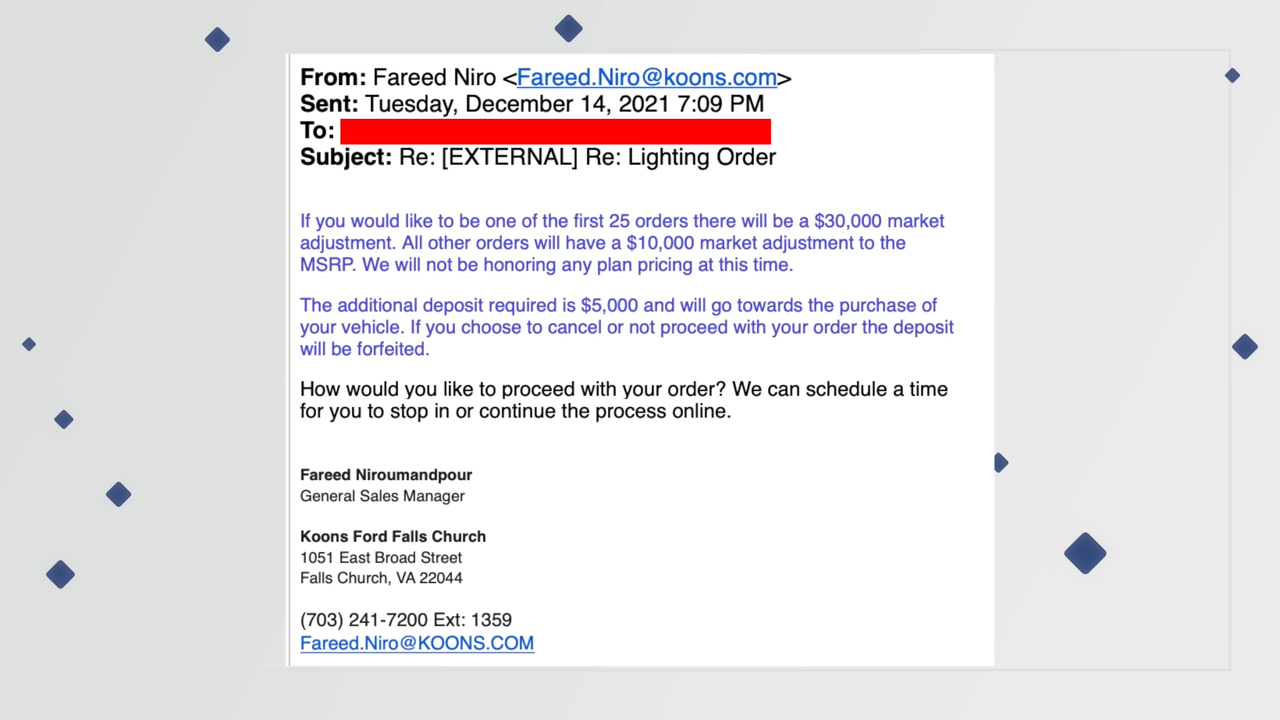 From: Fareed Niro <Fareed.Niro@koons.com>
Sent: Tuesday, December 14, 2021 7:09 PM
To:
Subject: Re: [EXTERNAL] Re: Lighting Order
If you would like to be one of the first 25 orders there will be a $30,000 market
adjustment. All other orders will have a $10,000 market adjustment to the
MSRP. We will not be honoring any plan pricing at this time.
The additional deposit required is $5,000 and will go towards the purchase of
your vehicle. If you choose to cancel or not proceed with your order the deposit
will be forfeited.
How would you like to proceed with your order? We can schedule a time
for you to stop in or continue the process online.
Fareed Niroumandpour
General Sales Manager
Koons Ford Falls Church
1051 East Broad Street
Falls Church, VA 22044
(703) 241-7200 Ext: 1359
Fareed.Niro@KOONS.COM